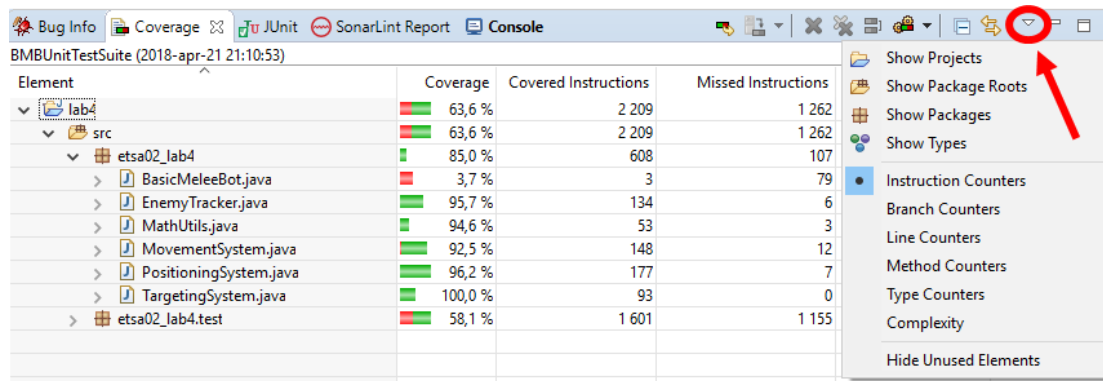 Bug Info Coverage JUnit SonarLint Report Console
BMBUnitTestSuite (2018-apr-21 21:10:53)
Element Coverage Covered Instructions Missed Instructions
lab4 63,6 % 2 209 1 262
src 63,6 % 2 209 1 262
etsa02_lab4 85,0 % 608 107
BasicMeleeBot.java 3,7 % 3 79
EnemyTracker.java 95,7 % 134 6
MathUtils.java 94,6 % 53 3
MovementSystem.java 92,5 % 148 12
PositioningSystem.java 96,2 % 177 7
TargetingSystem.java 100,0 % 93 0
etsa02_lab4.test 58,1 % 1 601 1 155
Show Projects
Show Package Roots
Show Packages
Show Types
Instruction Counters
Branch Counters
Line Counters
Method Counters
Type Counters
Complexity
Hide Unused Elements